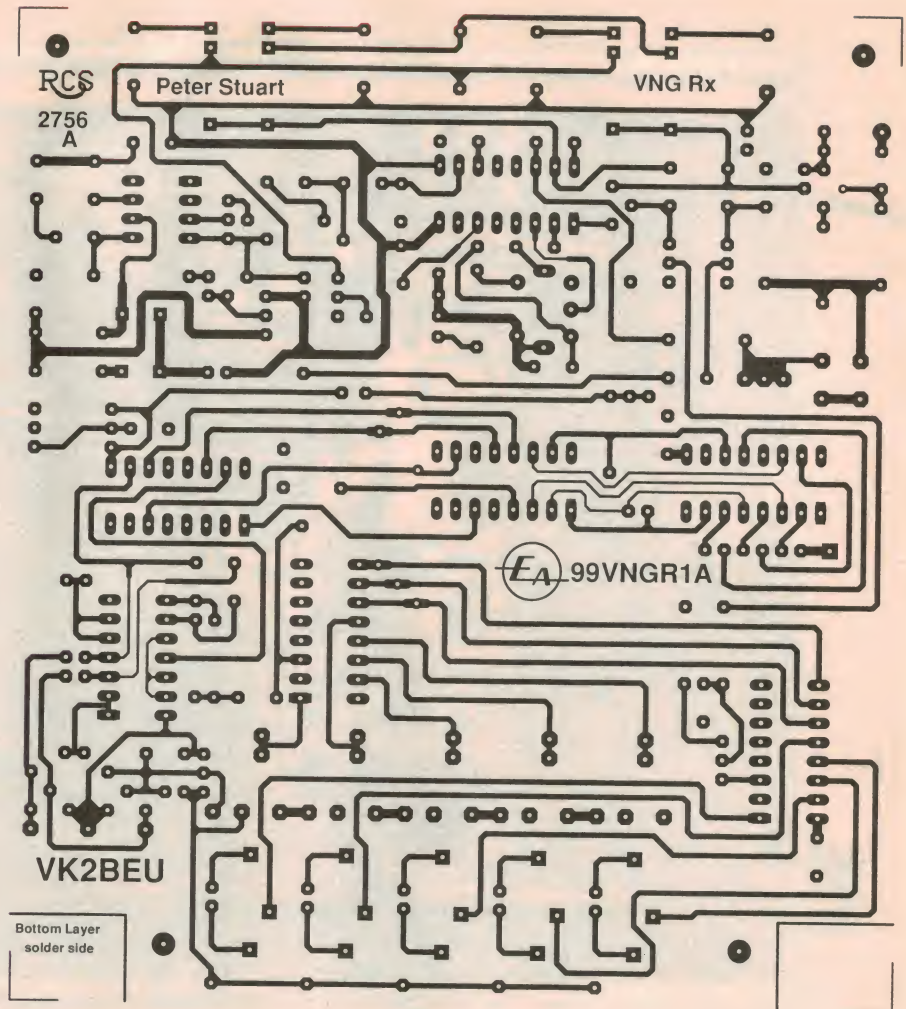 RCS
Peter Stuart
VNG Rx
2756
A
EA 99VNGR1A
VK2BEU
Bottom Layer
solder side